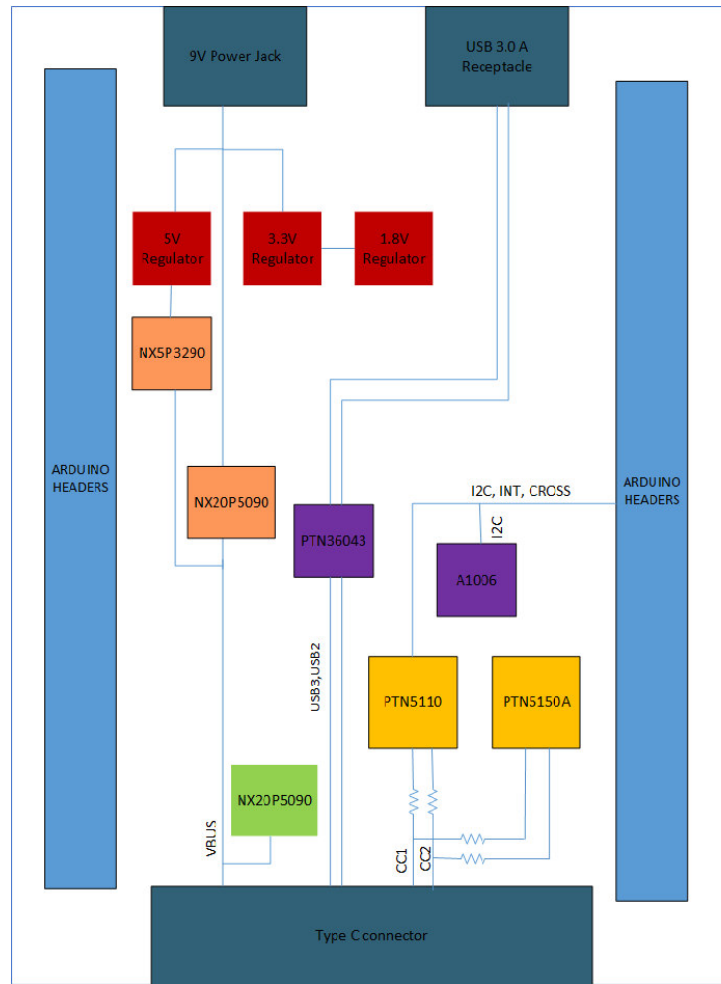 9V Power Jack
USB 3.0 A
Receptacle
5V
Regulator
3.3V
Regulator
1.8V
Regulator
NX5P3290
ARDUINO
HEADERS
NX20P5090
I2C, INT, CROSS
ARDUINO
HEADERS
PTN36043
I2C
A1006
USB3,USB2
PTN5110
PTN5150A
NX20P5090
VBUS
CC1
CC2
Type C connector